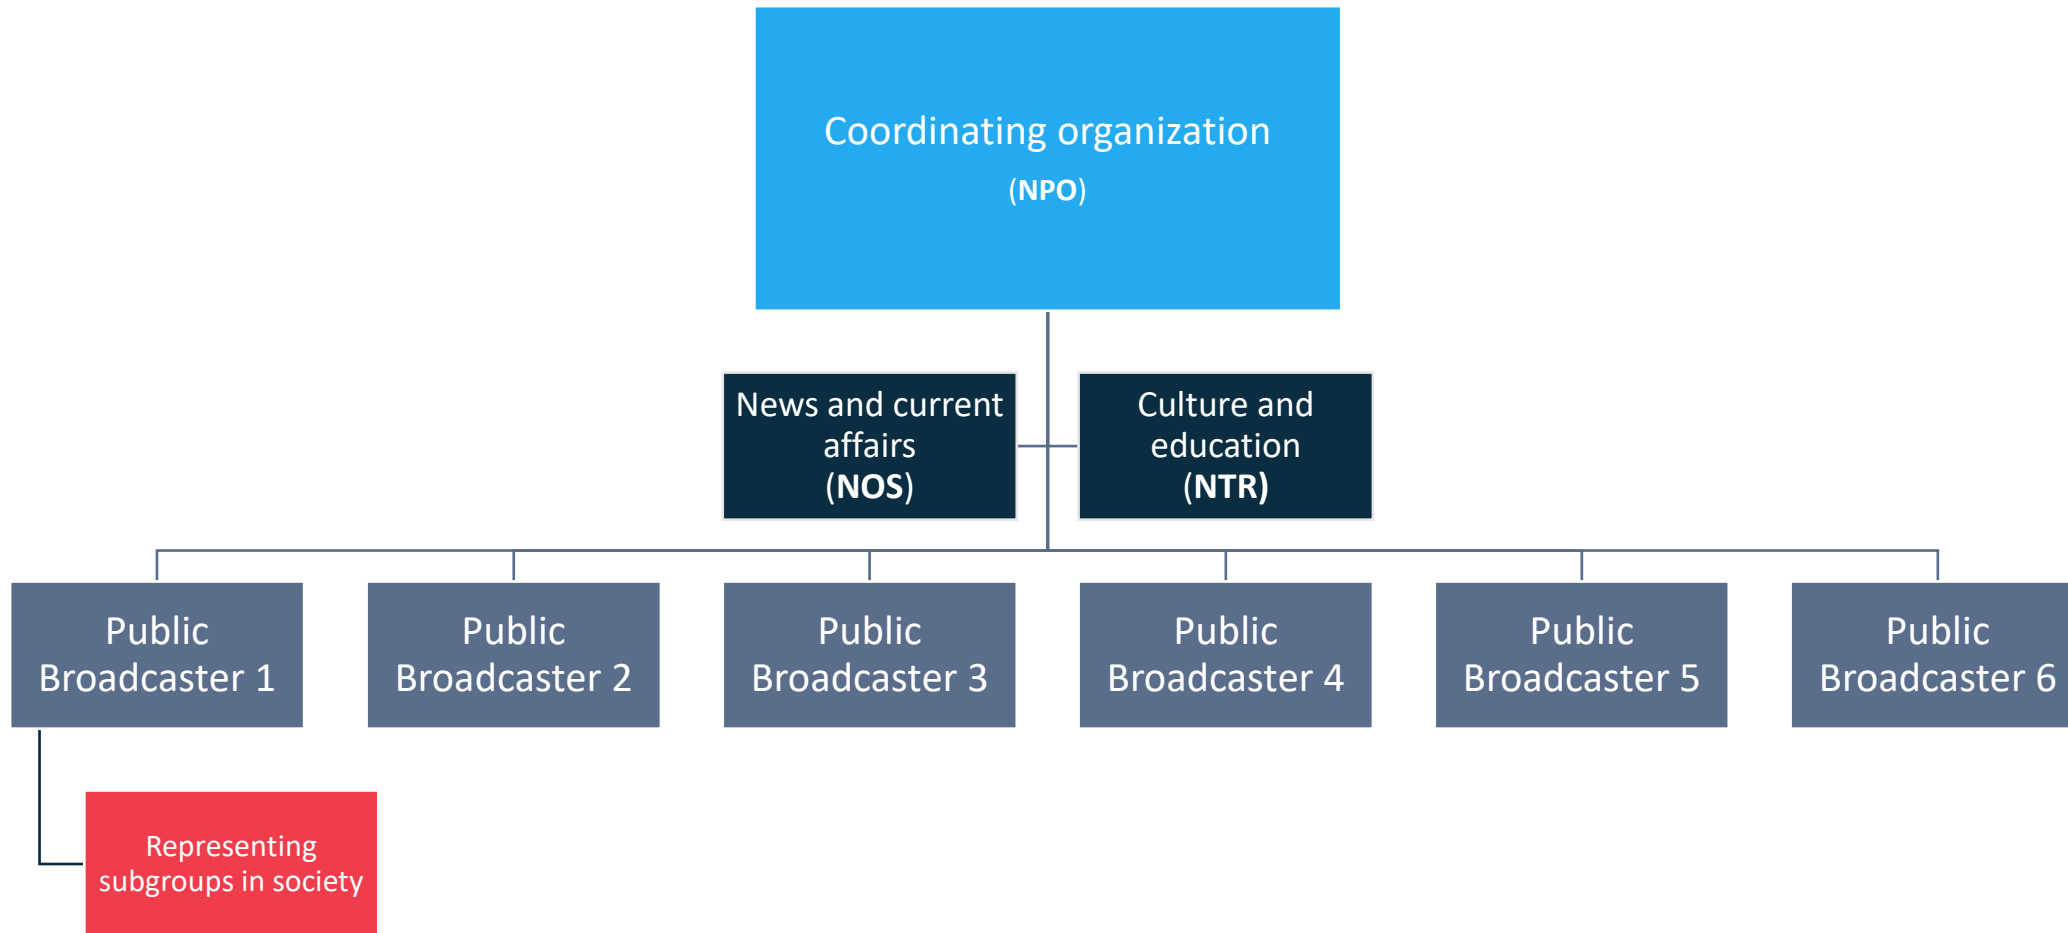 Coordinating organization
(NPO)
News and current
affairs
(NOS)
Culture and
education
(NTR)
Public
Broadcaster 1
Public
Broadcaster 2
Public
Broadcaster 3
Public
Broadcaster 4
Public
Broadcaster 5
Public
Broadcaster 6
Representing
subgroups in society